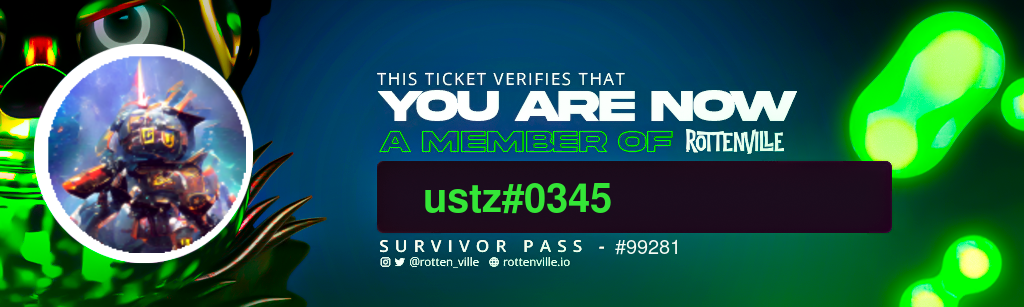 THIS TICKET VERIFIES THAT
YOU ARE NOW
A MEMBER OF ROTTENVILLE
ustz#0345
SURVIVOR PASS - #99281
@rotten_ville rottenville.io